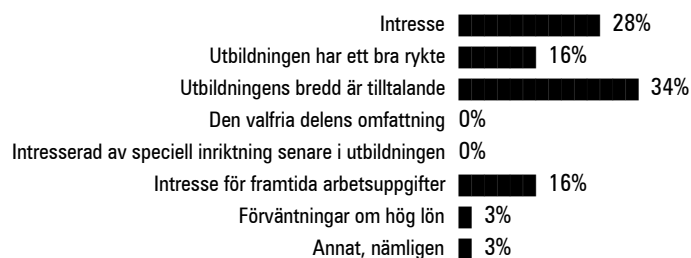 Intresse 28%
Utbildningen har ett bra rykte 16%
Utbildningens bredd är tilltalande 34%
Den valfria delens omfattning 0%
Intresserad av speciell inriktning senare i utbildningen 0%
Intresse för framtida arbetsuppgifter 16%
Förväntningar om hög lön 3%
Annat, nämligen 3%